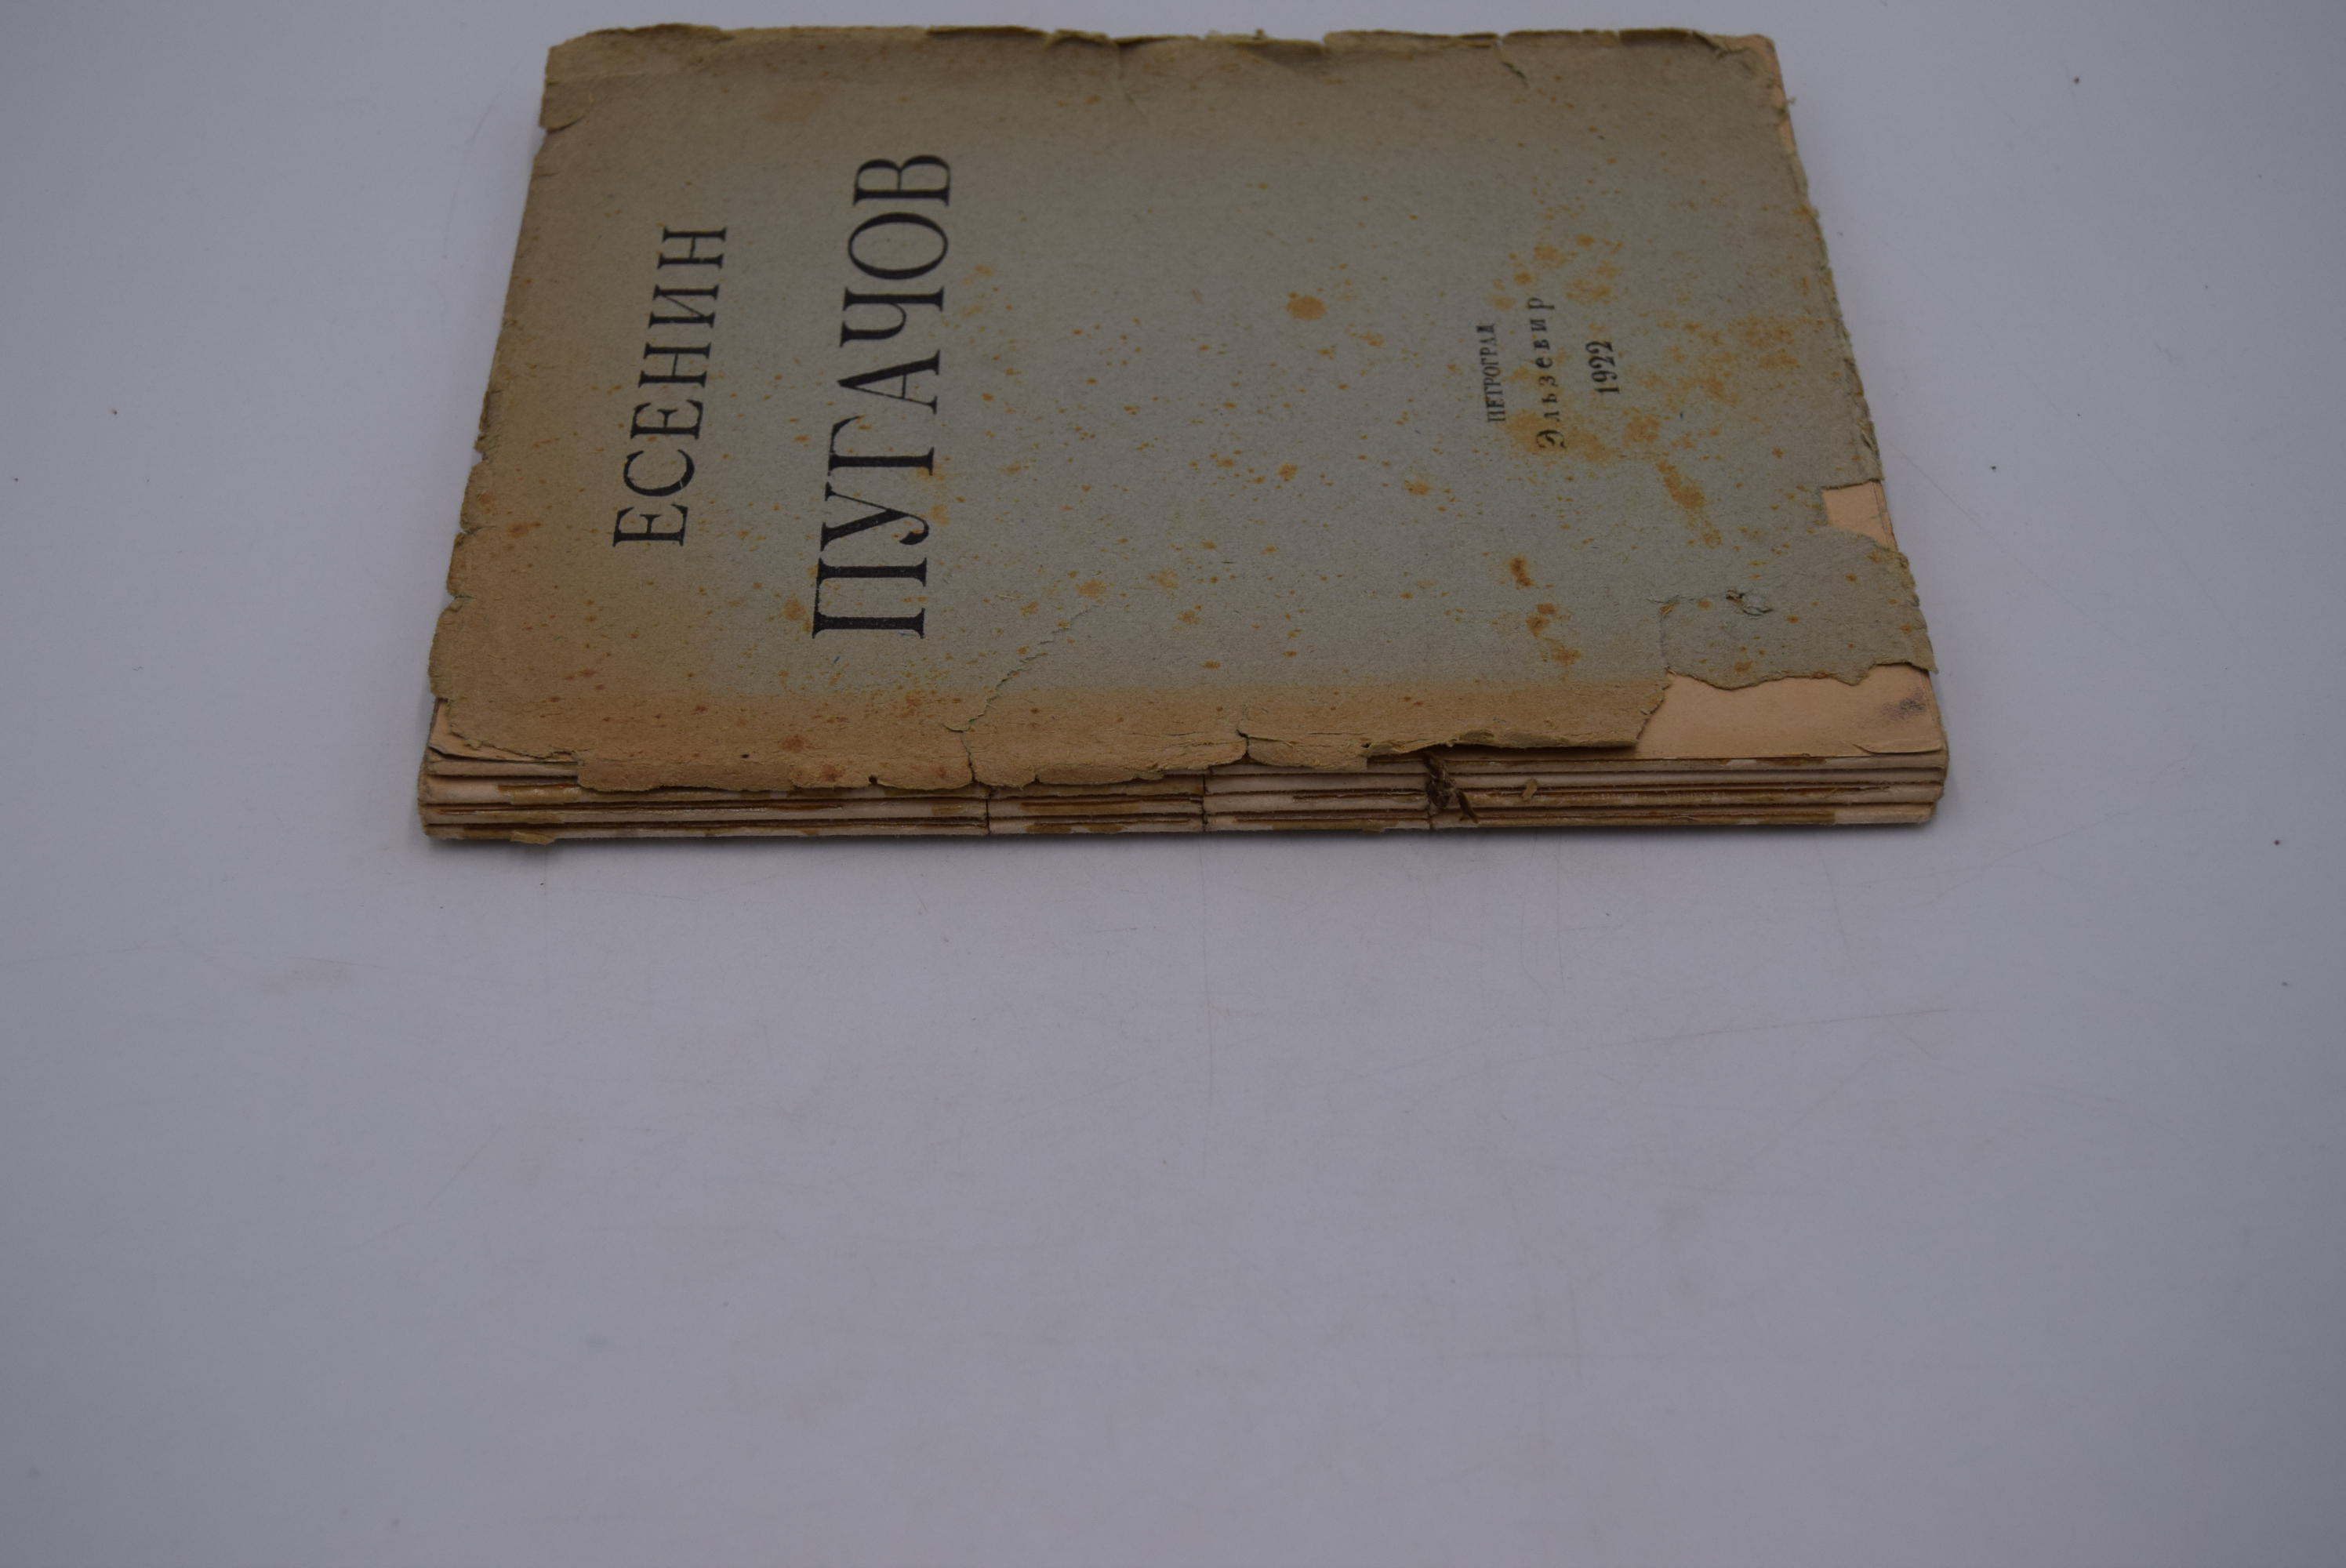 ЕСЕНИН
ПУГАЧОВ
ПЕТРОГРАД
Эльзевир
1922